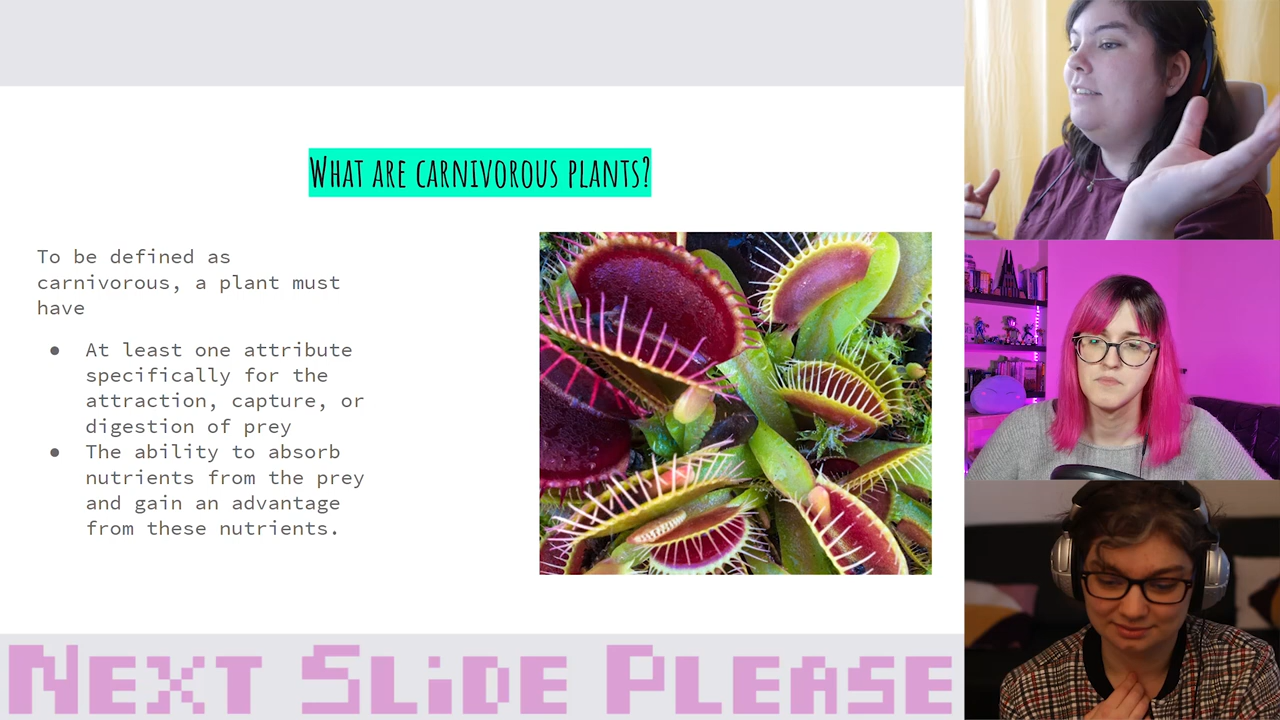 WHAT ARE CARNIVOROUS PLANTS?
To be defined as
carnivorous, a plant must
have
● At least one attribute
specifically for the
attraction, capture, or
digestion of prey
● The ability to absorb
nutrients from the prey
and gain an advantage
from these nutrients.
NEXT SLiDE PLEASE